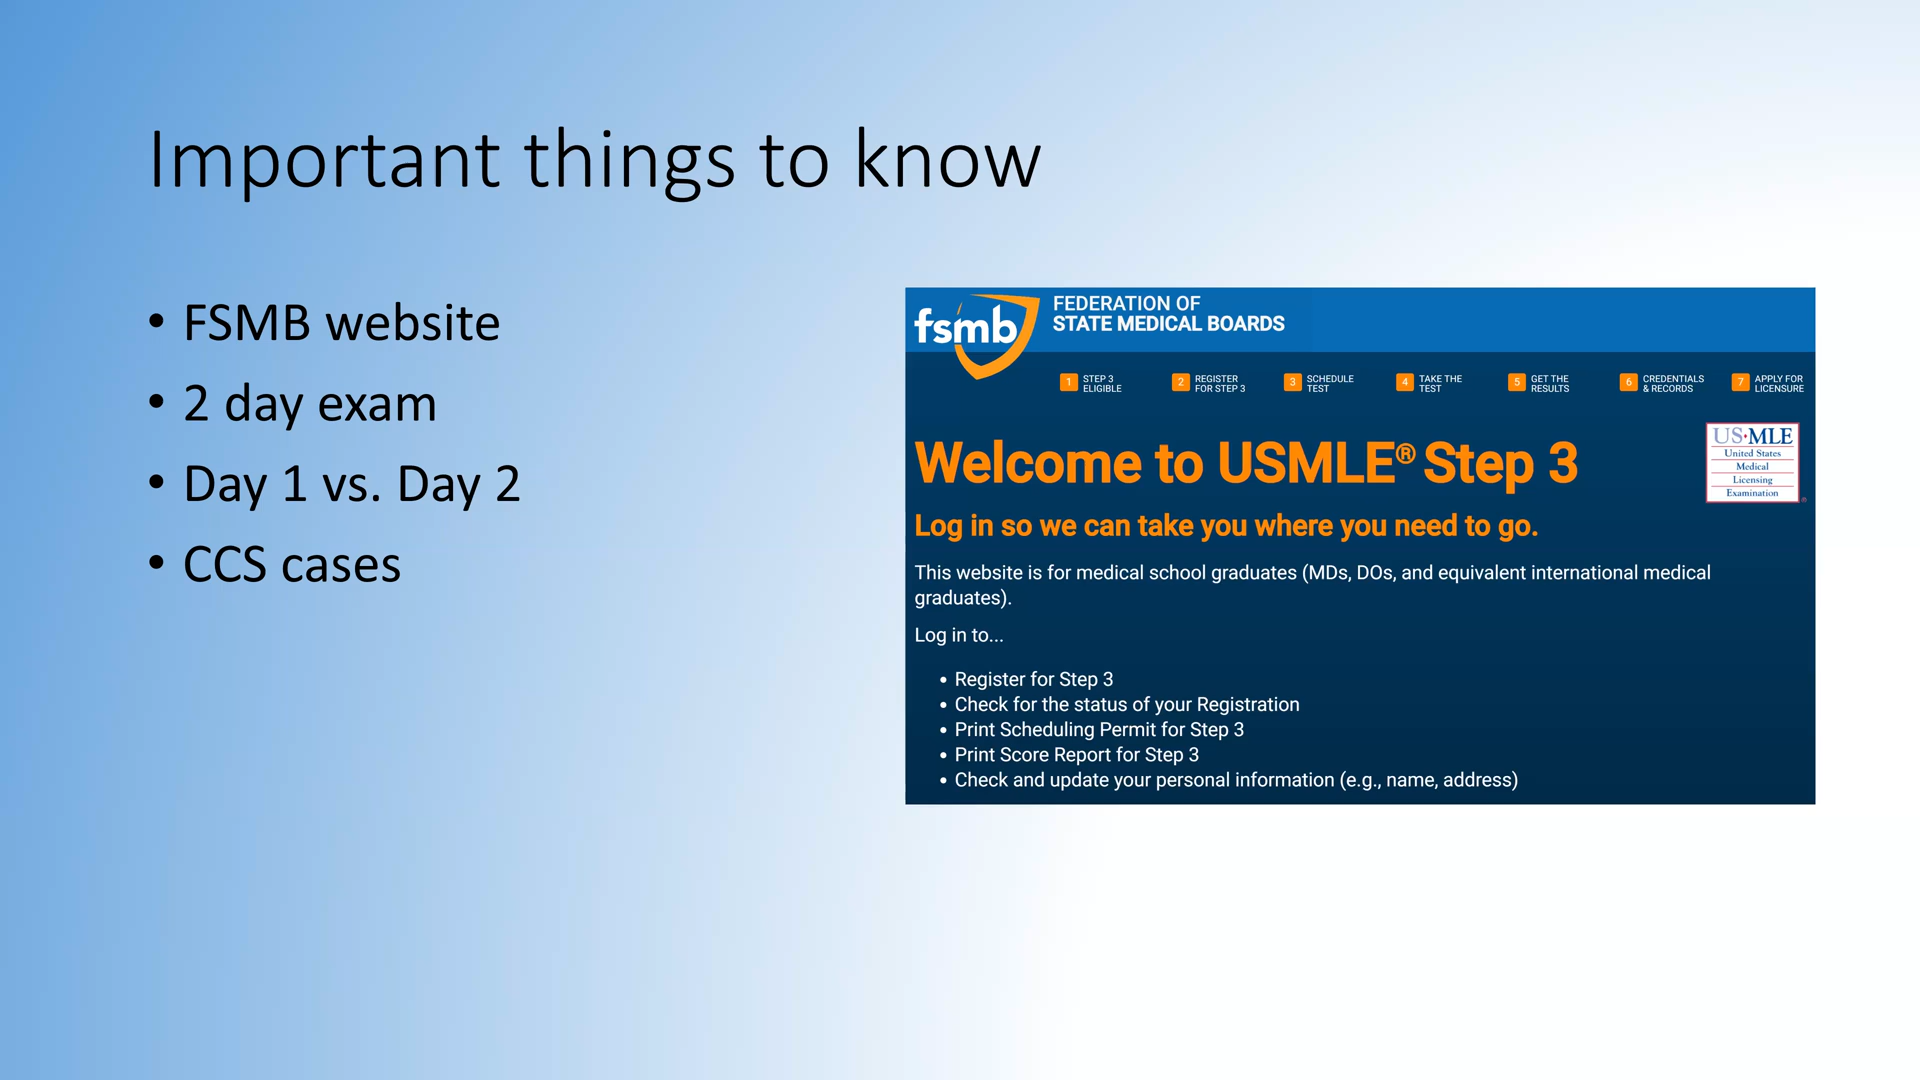 Important things to know
• FSMB website
• 2 day exam
• Day 1 vs. Day 2
• CCS cases
fsmb
FEDERATION OF
STATE MEDICAL BOARDS
1 STEP 3
ELIGIBLE
2 REGISTER
FOR STEP 3
3 SCHEDULE
TEST
4 TAKE THE
TEST
5 GET THE
RESULTS
6 CREDENTIALS
& RECORDS
7 APPLY FOR
LICENSURE
Welcome to USMLE® Step 3
US·MLE
United States
Medical
Licensing
Examination
®
Log in so we can take you where you need to go.
This website is for medical school graduates (MDs, DOs, and equivalent international medical
graduates).
Log in to...
• Register for Step 3
• Check for the status of your Registration
• Print Scheduling Permit for Step 3
• Print Score Report for Step 3
• Check and update your personal information (e.g., name, address)